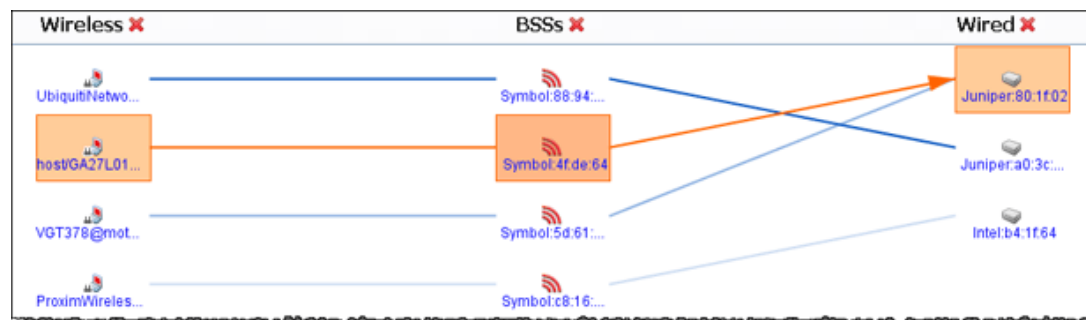 Wireless
BSSs
Wired
UbiquitiNetwo...
Symbol:88:94:...
Juniper:80:1f:02
host/GA27L01...
Symbol:4f:de:64
Juniper:a0:3c:...
VGT378@mot...
Symbol:5d:61:...
Intel:b4:1f:64
ProximWireles...
Symbol:c8:16:...